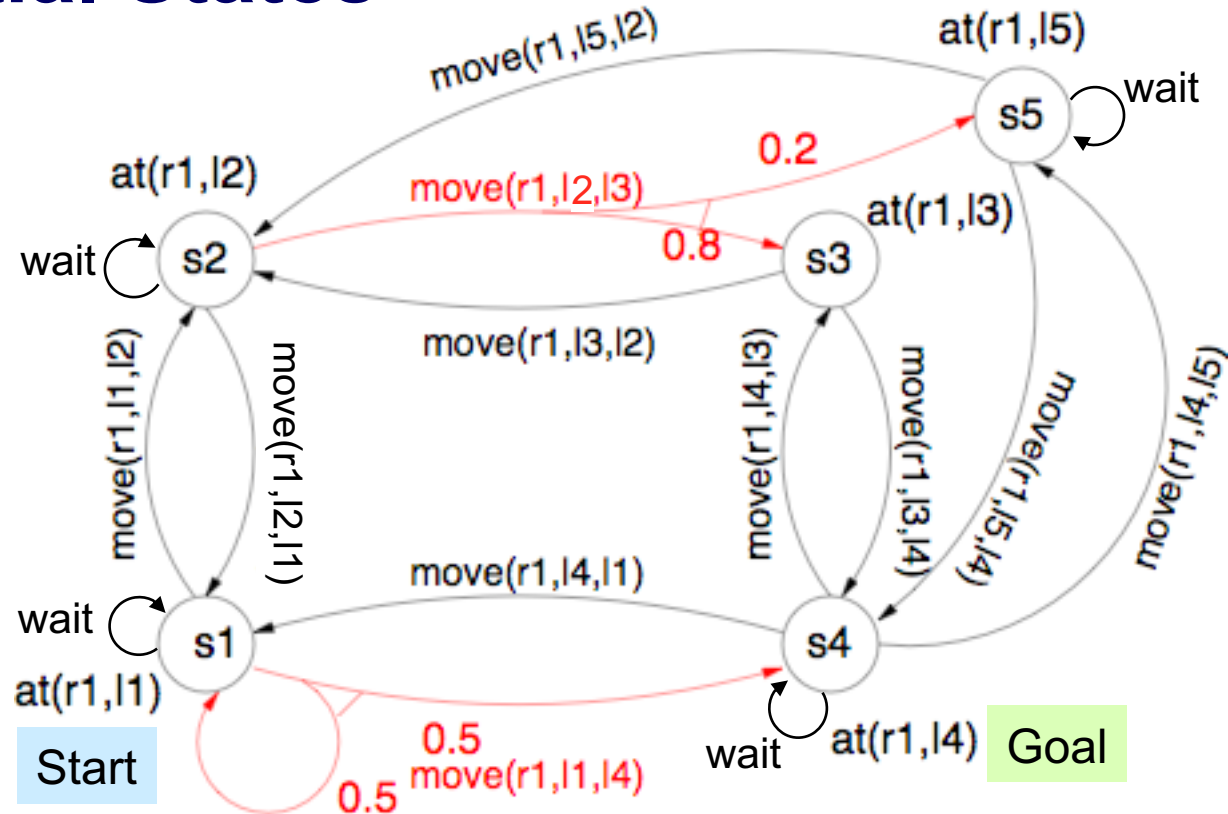 move(r1,l5,l2)
at(r1,l5)
wait
s5
0.2
at(r1,l2)
move(r1,l2,l3)
at(r1,l3)
0.8
wait
s2
s3
move(r1,l3,l2)
move(r1,l1,l2)
move(r1,l2,l1)
move(r1,l4,l3)
move(r1,l3,l4)
move(r1,l5,l4)
move(r1,l4,l5)
move(r1,l4,l1)
wait
s1
s4
at(r1,l1)
0.5
wait
at(r1,l4)
Goal
Start
0.5
move(r1,l1,l4)